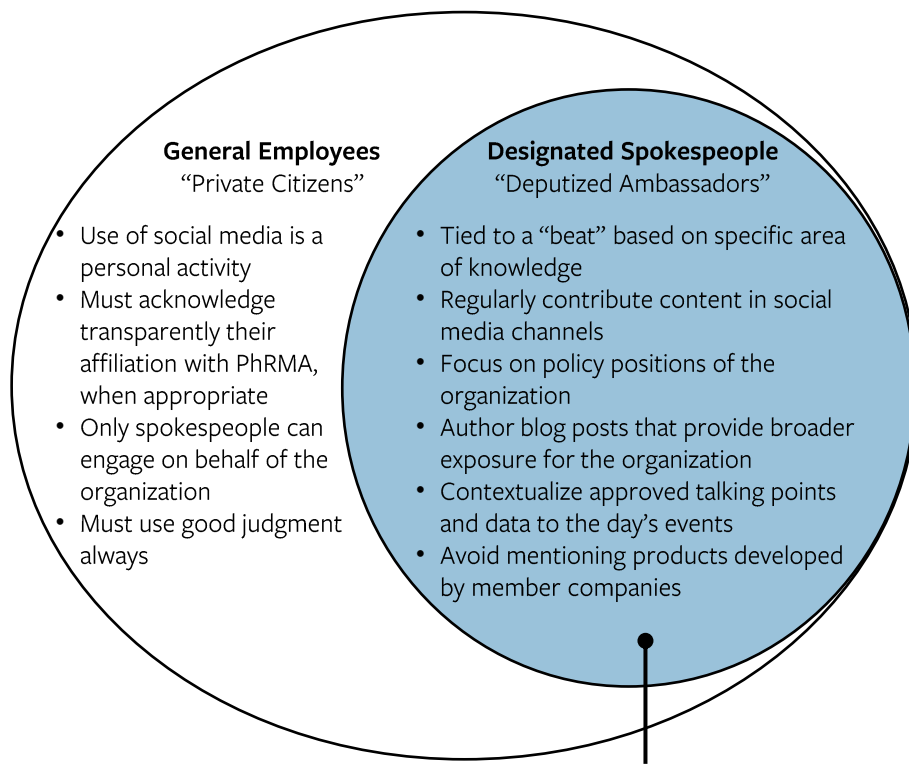 General Employees
“Private Citizens”
• Use of social media is a
personal activity
• Must acknowledge
transparently their
affiliation with PhRMA,
when appropriate
• Only spokespeople can
engage on behalf of the
organization
• Must use good judgment
always
Designated Spokespeople
“Deputized Ambassadors”
• Tied to a “beat” based on specific area
of knowledge
• Regularly contribute content in social
media channels
• Focus on policy positions of the
organization
• Author blog posts that provide broader
exposure for the organization
• Contextualize approved talking points
and data to the day’s events
• Avoid mentioning products developed
by member companies